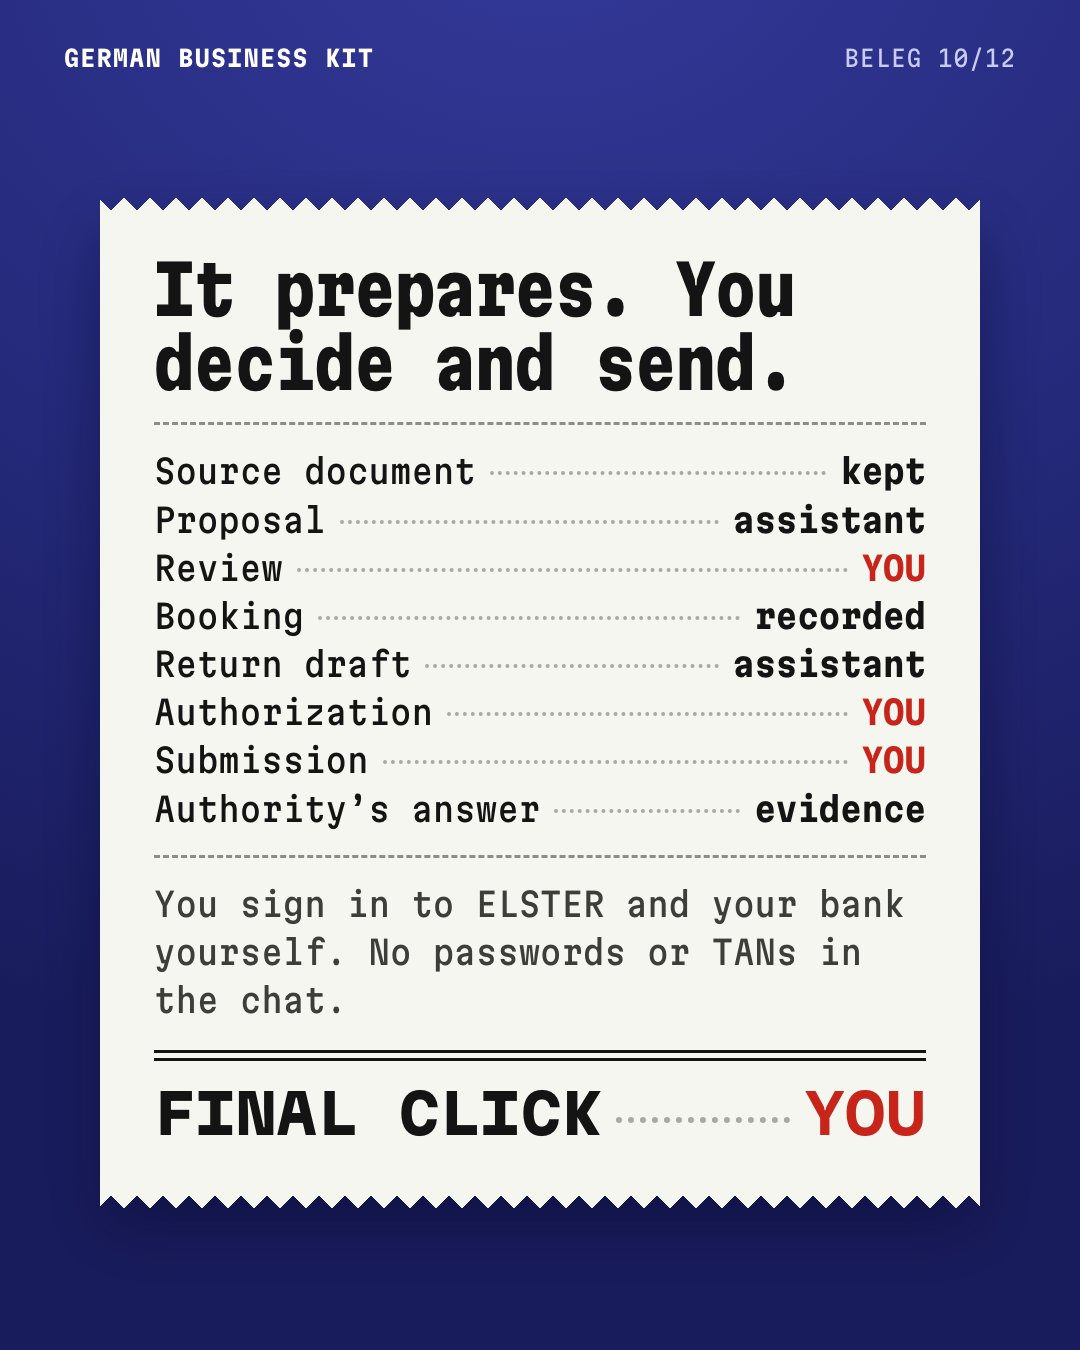 GERMAN BUSINESS KIT
BELEG 10/12
It prepares. You
decide and send.
Source document kept
Proposal assistant
Review YOU
Booking recorded
Return draft assistant
Authorization YOU
Submission YOU
Authority’s answer evidence
You sign in to ELSTER and your bank
yourself. No passwords or TANs in
the chat.
FINAL CLICK YOU